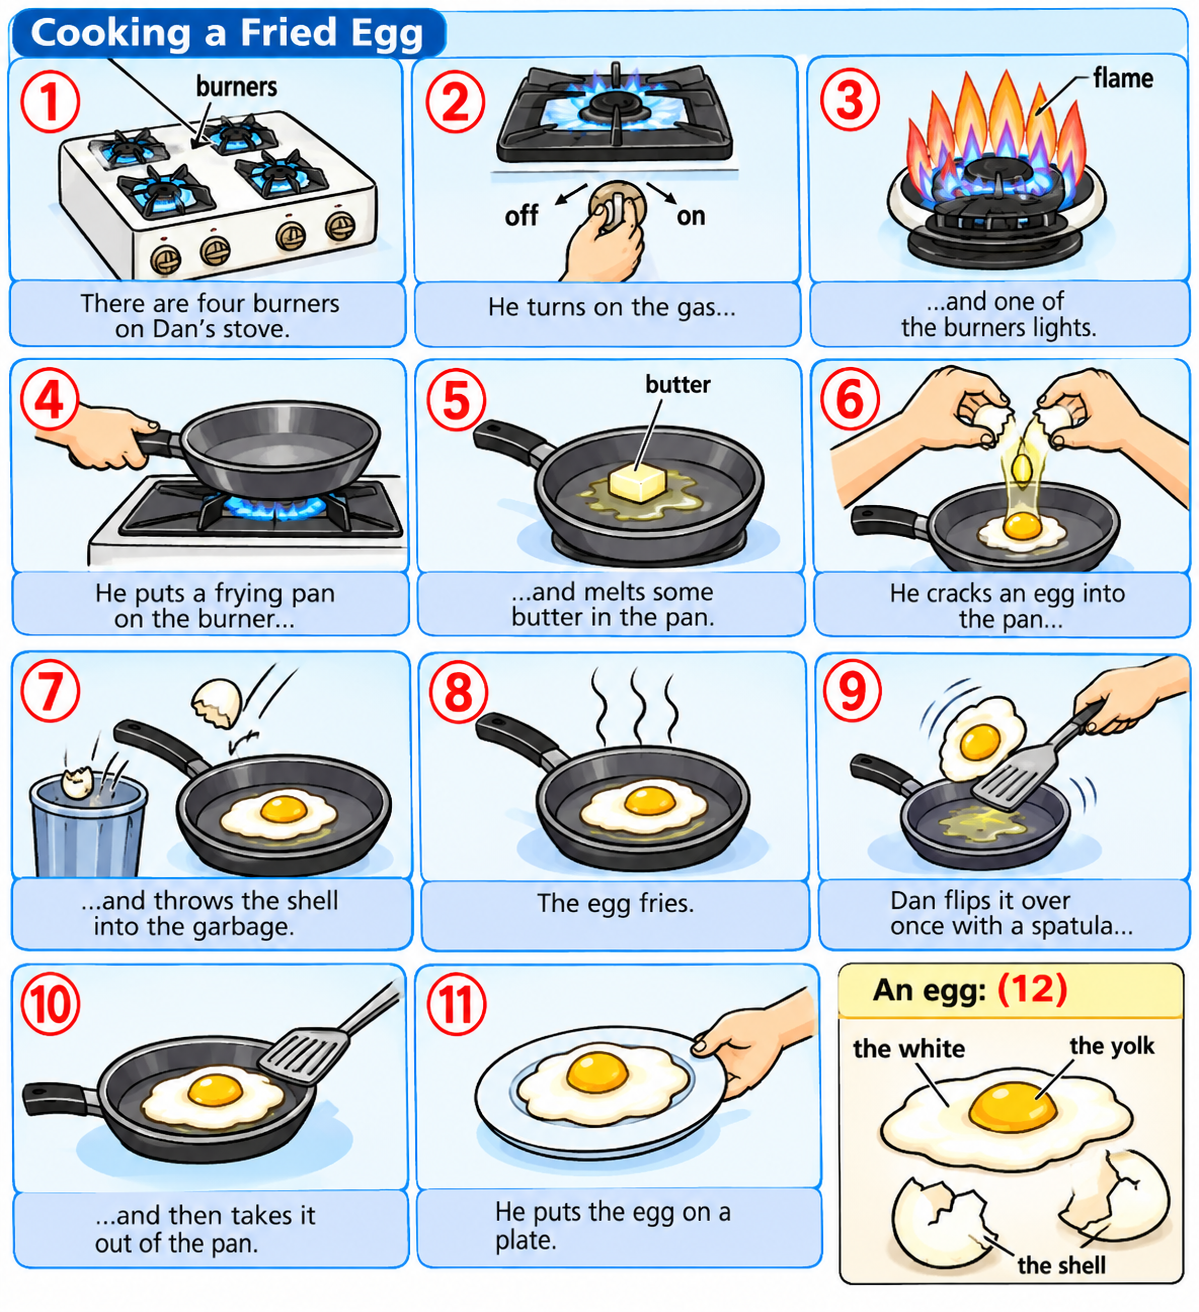 Cooking a Fried Egg
1
burners
There are four burners
on Dan's stove.
2
off
on
He turns on the gas...
3
flame
...and one of
the burners lights.
4
He puts a frying pan
on the burner...
5
butter
...and melts some
butter in the pan.
6
He cracks an egg into
the pan...
7
...and throws the shell
into the garbage.
8
The egg fries.
9
Dan flips it over
once with a spatula...
10
...and then takes it
out of the pan.
11
He puts the egg on a
plate.
An egg: (12)
the white
the yolk
the shell